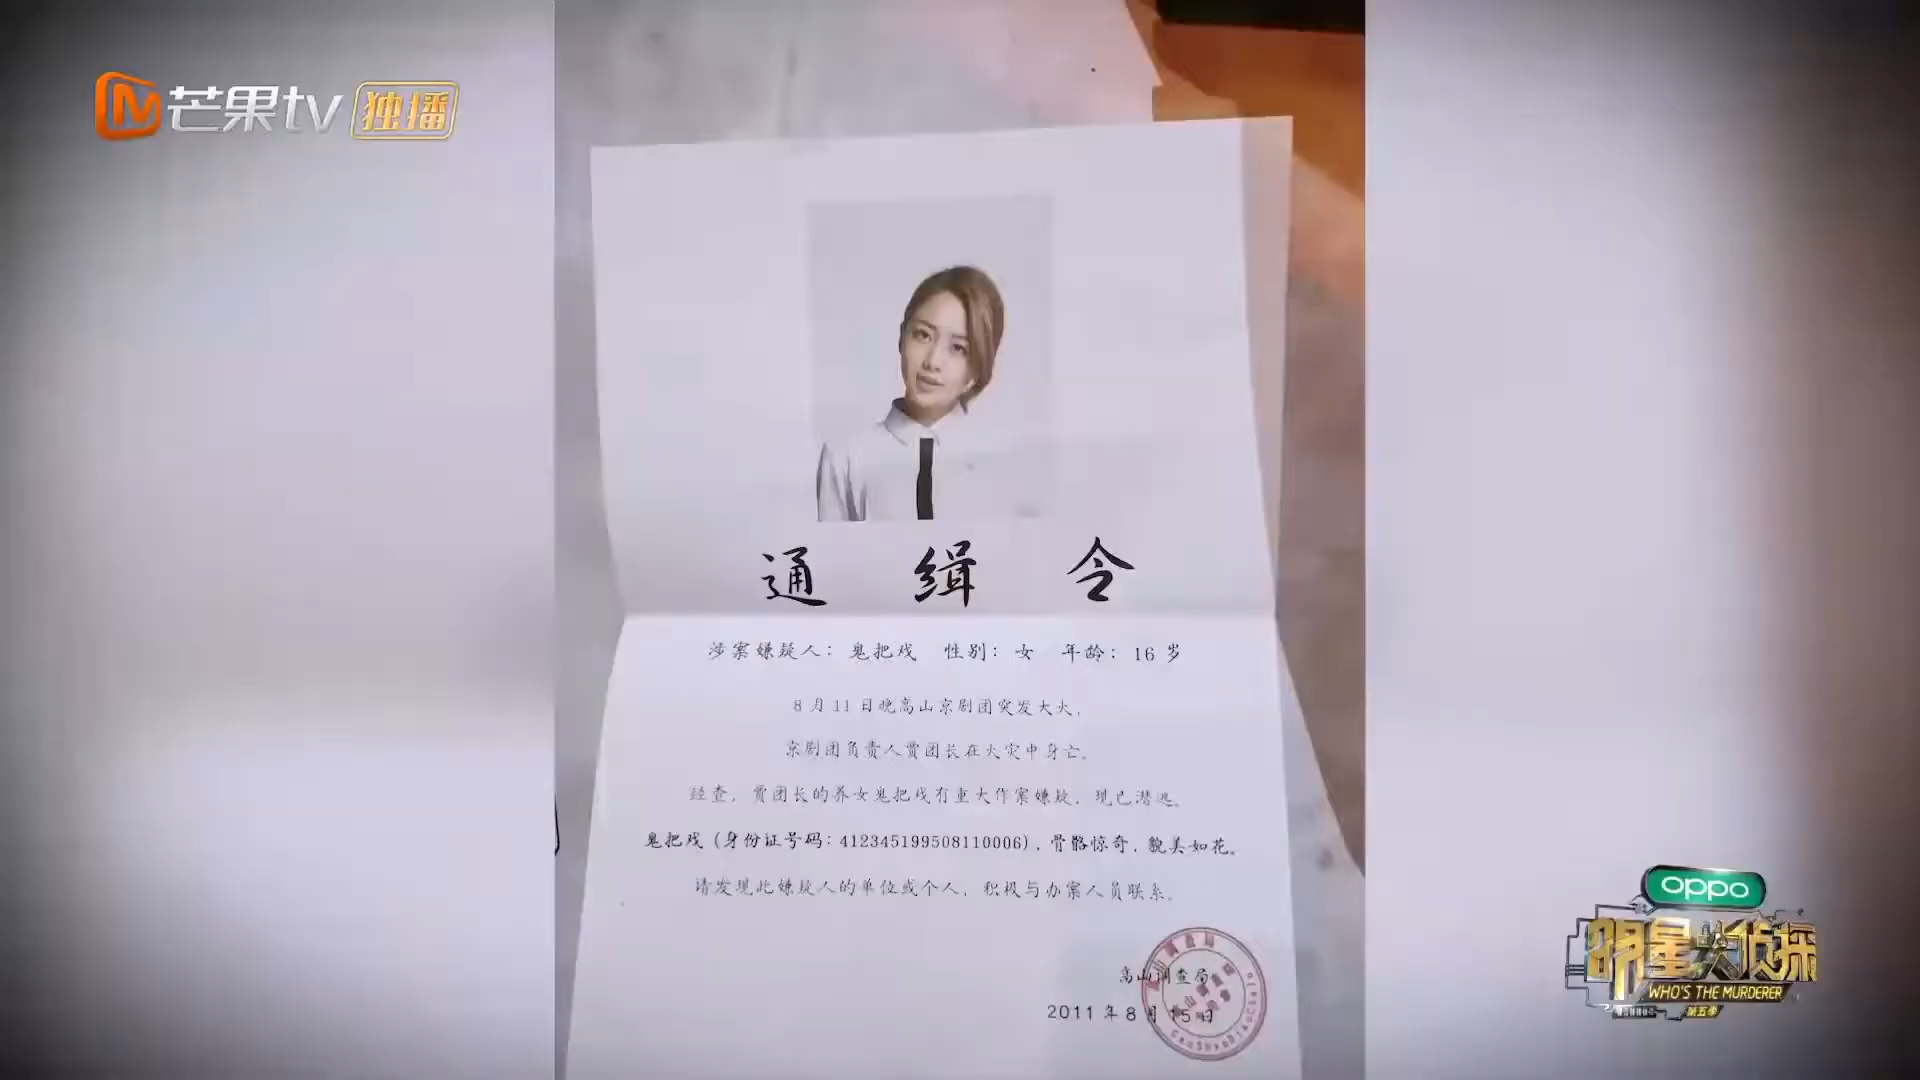 芒果tv 独播
通 缉 令
涉案嫌疑人：鬼把戏 性别：女 年龄：16岁
8月11日晚高山京剧团突发大火，
京剧团负责人贾团长在火灾中身亡。
经查，贾团长的养女鬼把戏有重大作案嫌疑，现已潜逃。
鬼把戏（身份证号码：412345199508110006），骨骼惊奇，貌美如花。
请发现此嫌疑人的单位或个人，积极与办案人员联系。
高山调查局
2011年8月15日
oppo
明星大侦探
WHO'S THE MURDERER
第五季